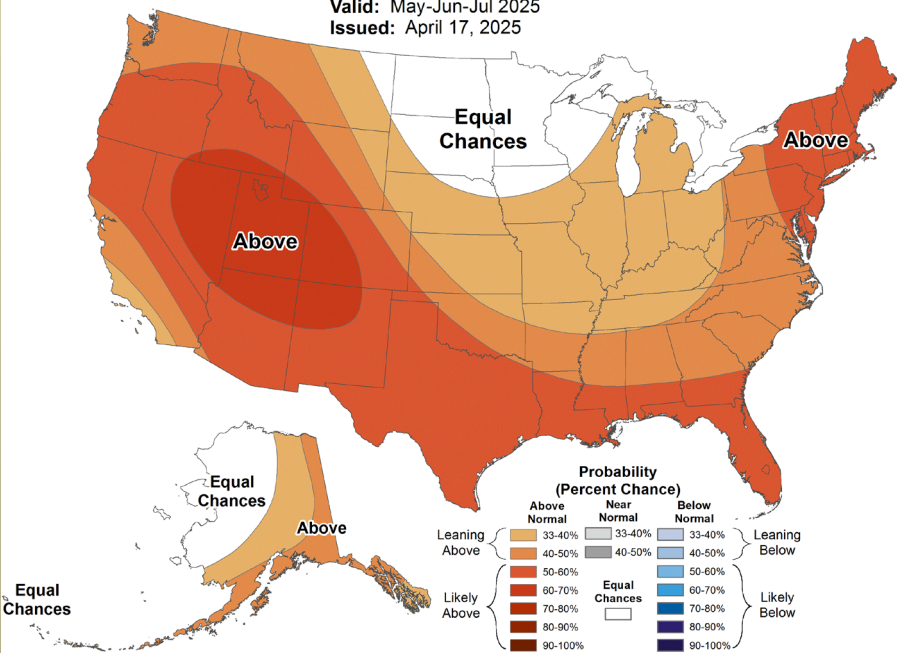 Valid: May-Jun-Jul 2025
Issued: April 17, 2025
Equal
Chances
Above
Above
Equal
Chances
Above
Equal
Chances
Probability
(Percent Chance)
Above
Normal
Near
Normal
Below
Normal
Leaning
Above
33-40%
40-50%
Likely
Above
50-60%
60-70%
70-80%
80-90%
90-100%
33-40%
40-50%
Equal
Chances
33-40%
40-50%
Leaning
Below
50-60%
60-70%
70-80%
80-90%
90-100%
Likely
Below